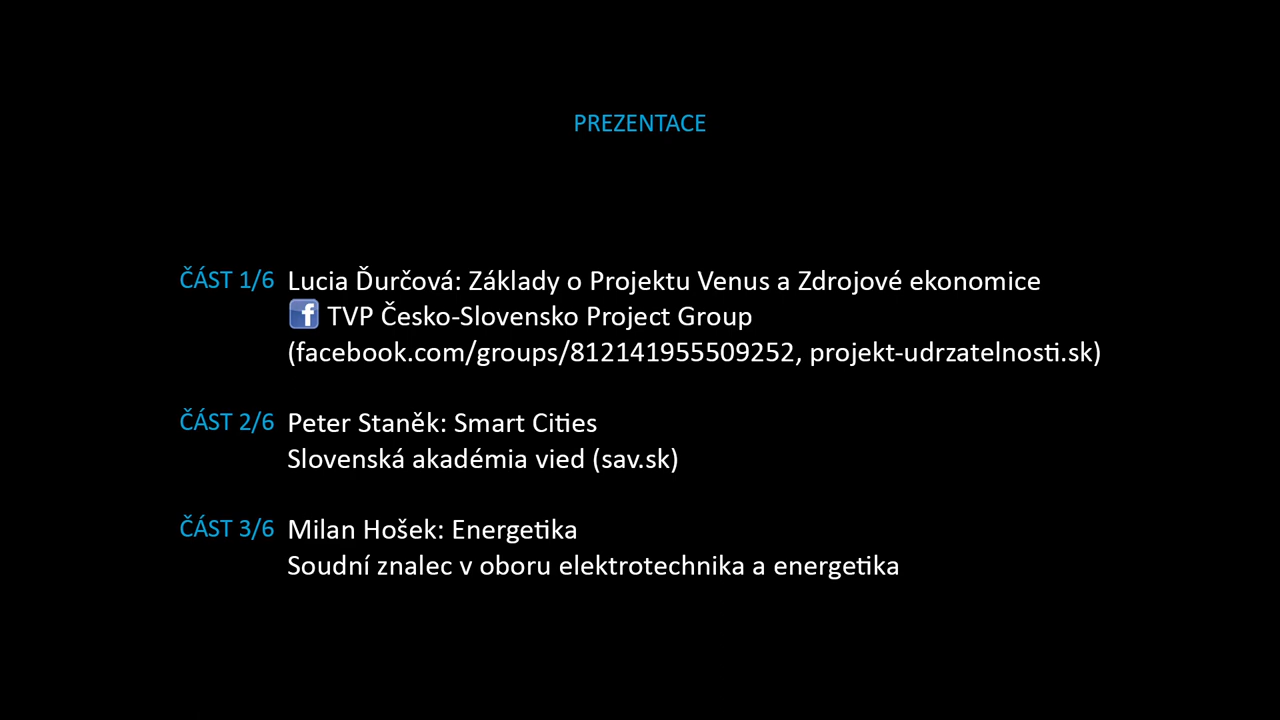 PREZENTACE
ČÁST 1/6 Lucia Ďurčová: Základy o Projektu Venus a Zdrojové ekonomice
f TVP Česko-Slovensko Project Group
(facebook.com/groups/812141955509252, projekt-udrzatelnosti.sk)
ČÁST 2/6 Peter Staněk: Smart Cities
Slovenská akadémia vied (sav.sk)
ČÁST 3/6 Milan Hošek: Energetika
Soudní znalec v oboru elektrotechnika a energetika